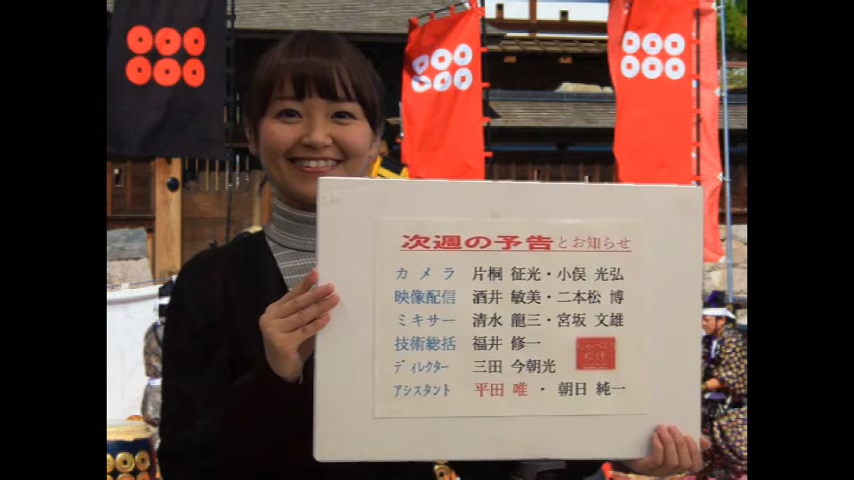 次週の予告とお知らせ
カメラ 片桐 征光・小俣 光弘
映像配信 酒井 敏美・二本松 博
ミキサー 清水 龍三・宮坂 文雄
技術総括 福井 修一
ディレクター 三田 今朝光
アシスタント 平田 唯・朝日 純一